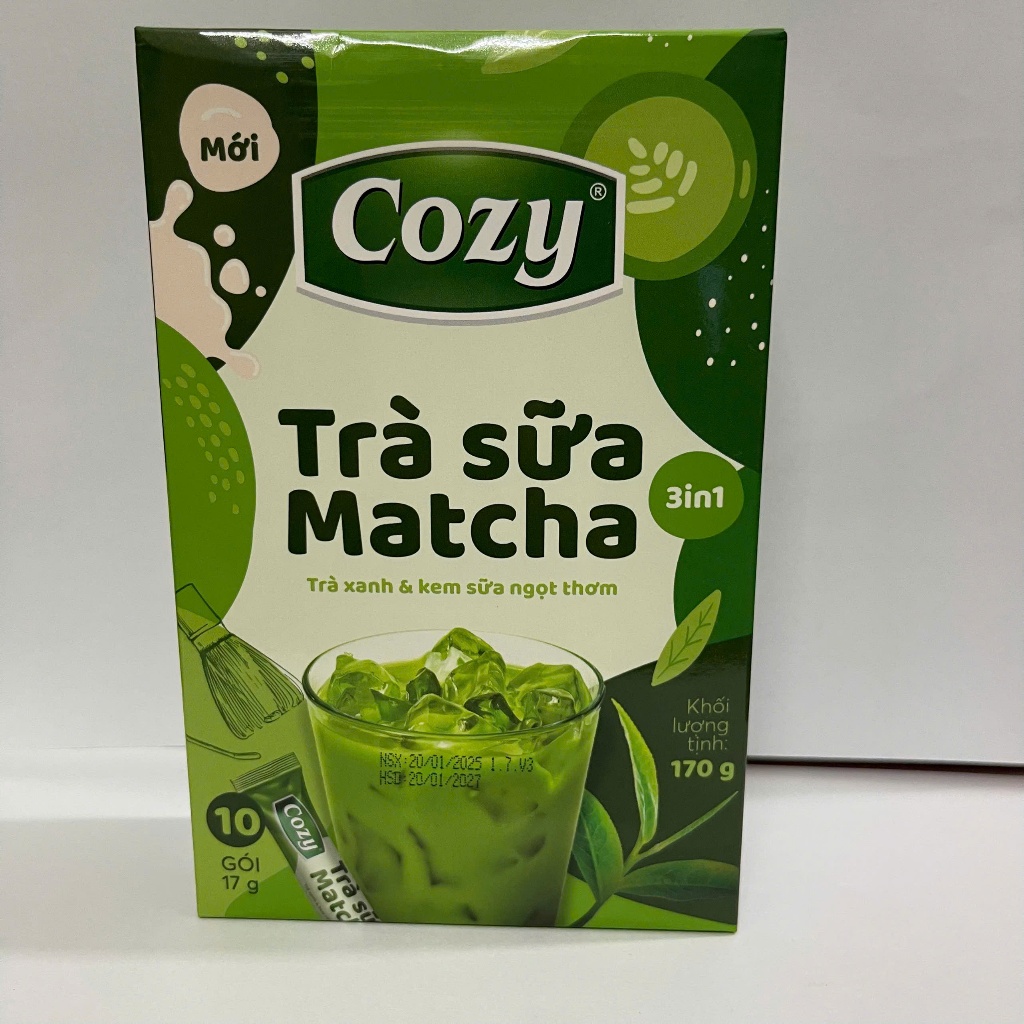 Mới
Cozy®
Trà sữa
Matcha
3in1
Trà xanh & kem sữa ngọt thơm
Khối
lượng
tịnh:
170 g
NSX:20/01/2025 1.7.V3
HSD:20/01/2027
10
GÓI
17 g
Cozy
Trà sữ
Matcha